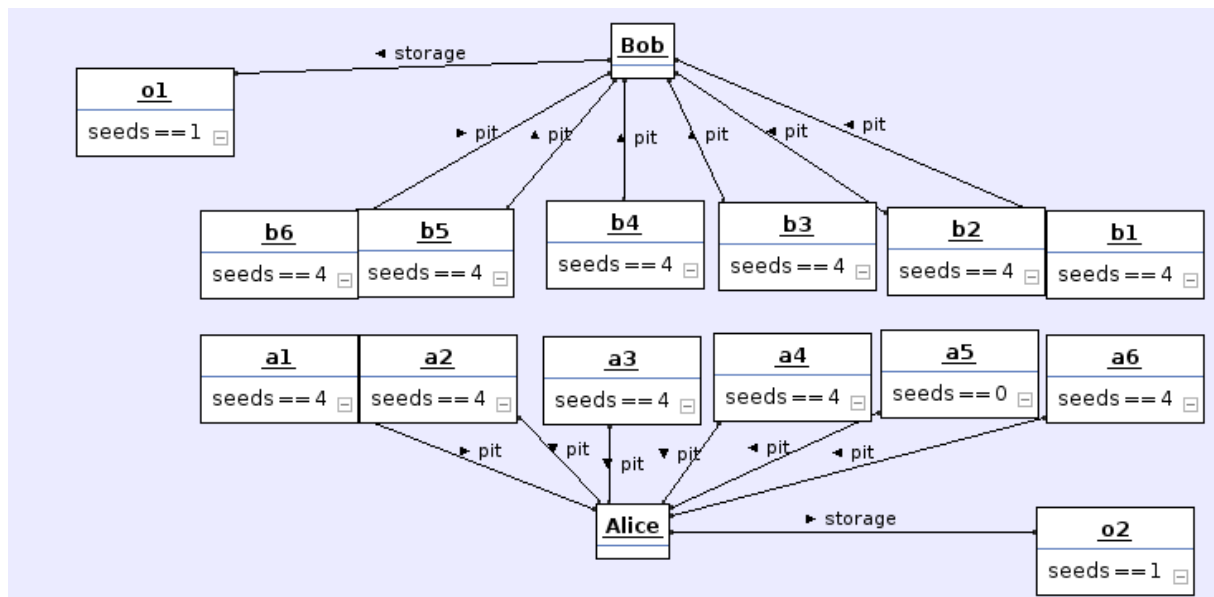 Bob
◄ storage
o1
seeds == 1
► pit
▲ pit
▲ pit
▲ pit
◄ pit
◄ pit
b6
seeds == 4
b5
seeds == 4
b4
seeds == 4
b3
seeds == 4
b2
seeds == 4
b1
seeds == 4
a1
seeds == 4
a2
seeds == 4
a3
seeds == 4
a4
seeds == 4
a5
seeds == 0
a6
seeds == 4
► pit
▼ pit
▼ pit
▼ pit
◄ pit
◄ pit
Alice
► storage
o2
seeds == 1